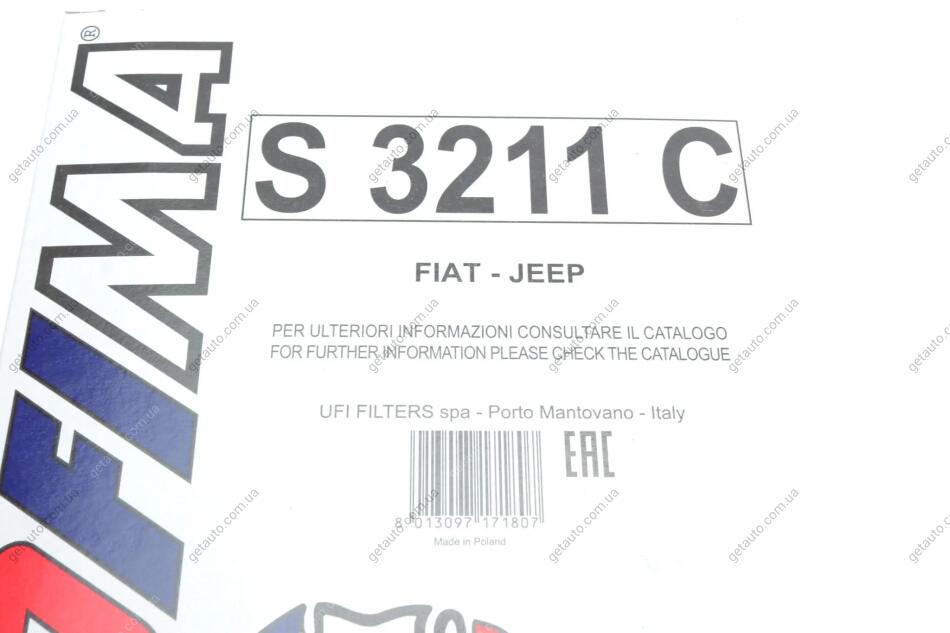 OFIMA®
S 3211 C
FIAT - JEEP
PER ULTERIORI INFORMAZIONI CONSULTARE IL CATALOGO
FOR FURTHER INFORMATION PLEASE CHECK THE CATALOGUE
UFI FILTERS spa - Porto Mantovano - Italy
EAC
8 013097 171807
Made in Poland
getauto.com.ua